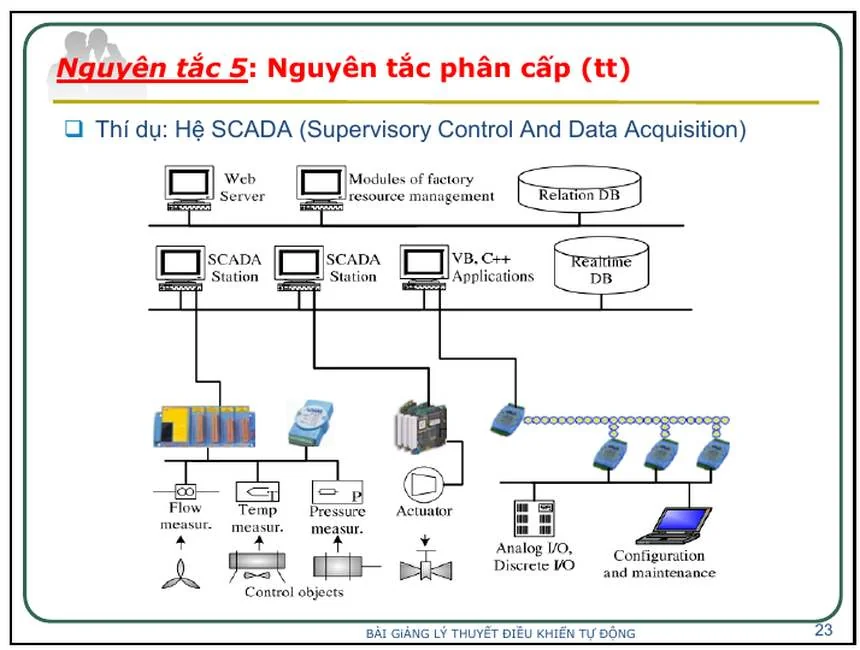 Nguyên tắc 5: Nguyên tắc phân cấp (tt)
Thí dụ: Hệ SCADA (Supervisory Control And Data Acquisition)
Web
Server
Modules of factory
resource management
Relation DB
SCADA
Station
SCADA
Station
VB, C++
Applications
Realtime
DB
Flow
measur.
T
Temp
measur.
P
Pressure
measur.
Actuator
Analog I/O,
Discrete I/O
Configuration
and maintenance
Control objects
BÀI GIẢNG LÝ THUYẾT ĐIỀU KHIỂN TỰ ĐỘNG
23